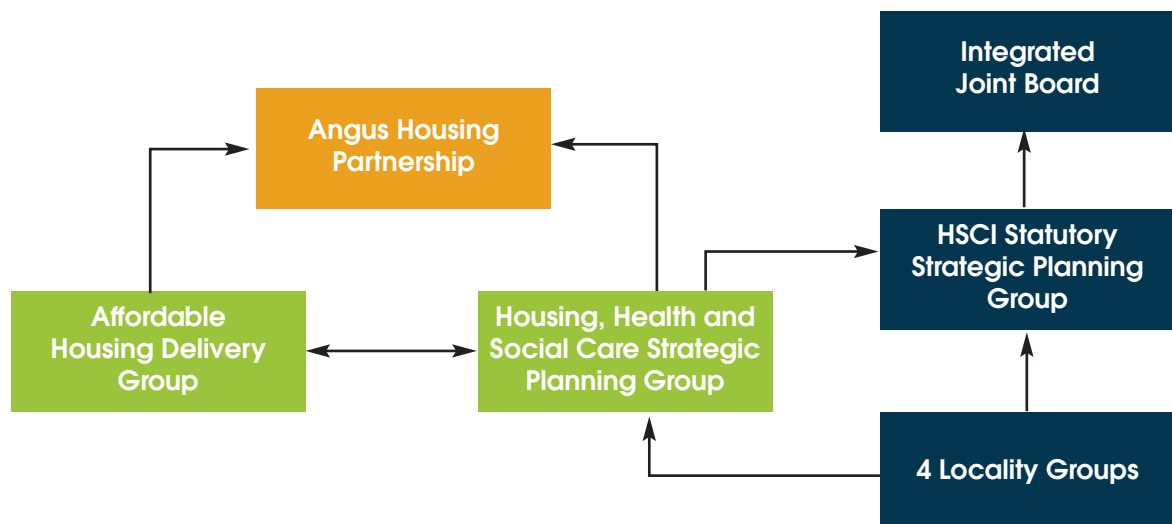 Integrated
Joint Board
Angus Housing
Partnership
HSCI Statutory
Strategic Planning
Group
Affordable
Housing Delivery
Group
Housing, Health and
Social Care Strategic
Planning Group
4 Locality Groups